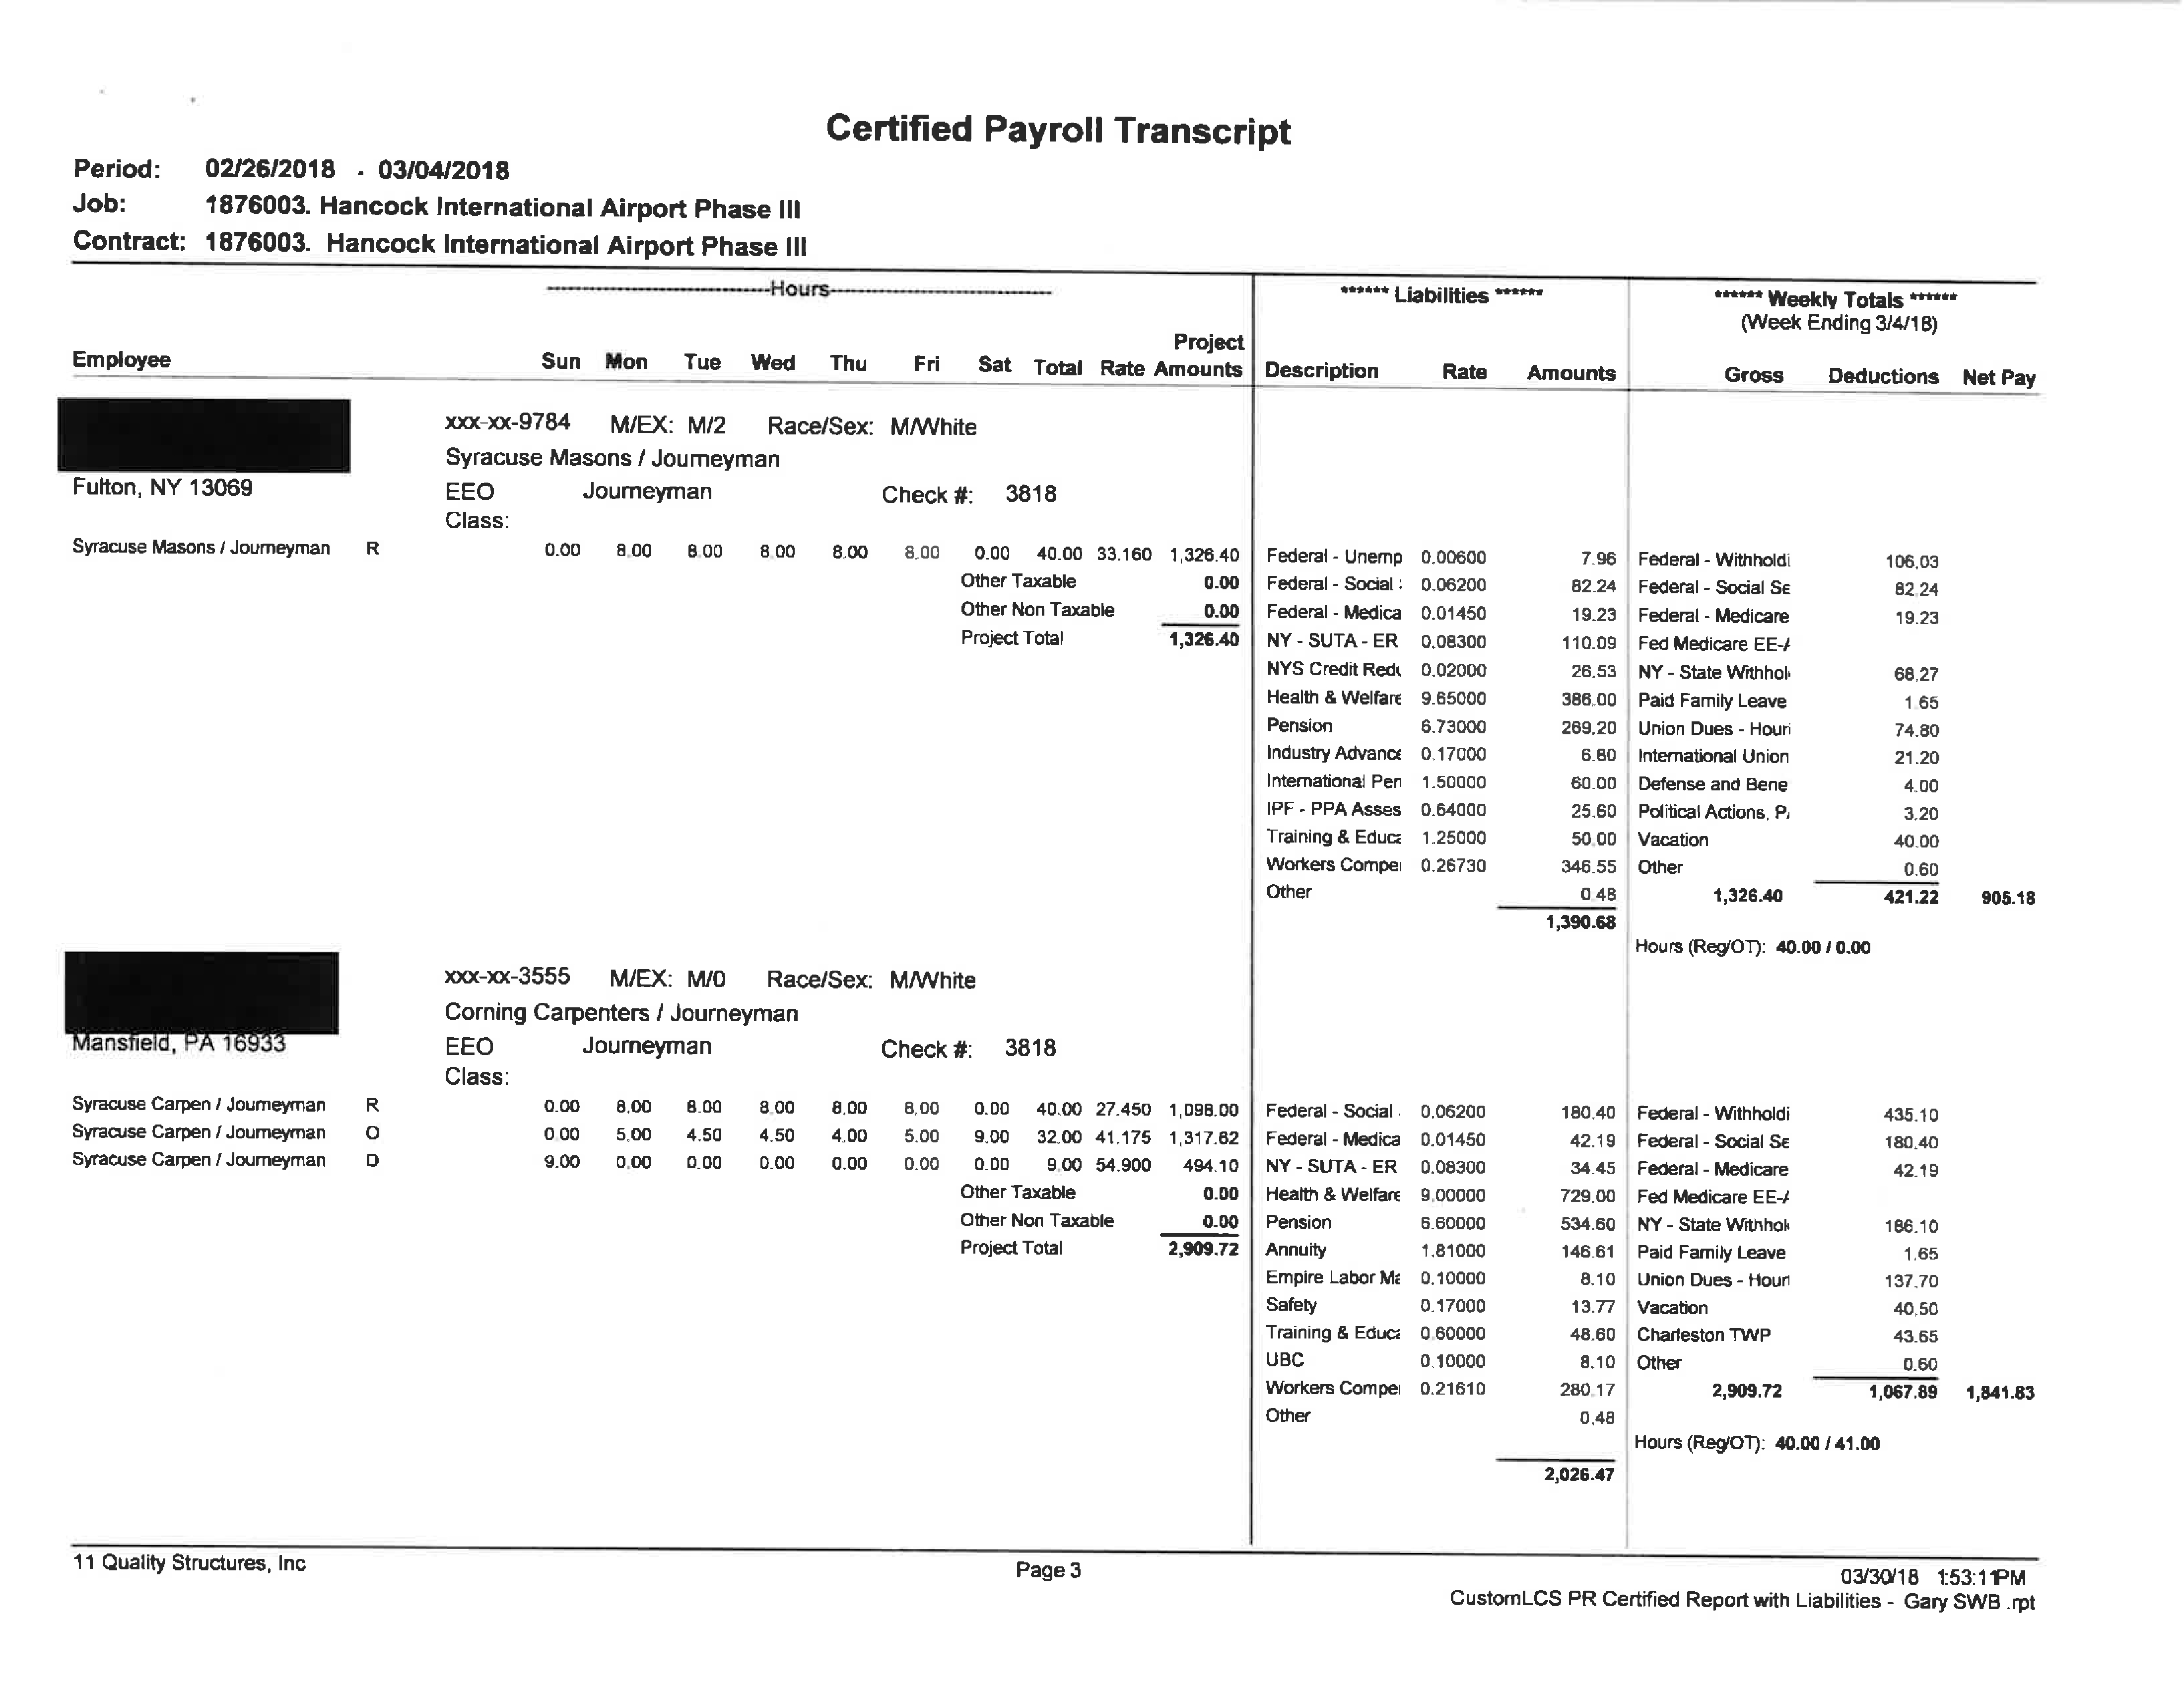 Certified Payroll Transcript
Period: 02/26/2018 - 03/04/2018
Job: 1876003. Hancock International Airport Phase III
Contract: 1876003. Hancock International Airport Phase III
-Hours-
****** Liabilities ******
****** Weekly Totals ******
(Week Ending 3/4/18)
Employee Sun Mon Tue Wed Thu Fri Sat Total Rate Project Amounts Description Rate Amounts Gross Deductions Net Pay
xxx-xx-9784 M/EX: M/2 Race/Sex: M/White
Syracuse Masons / Journeyman
Fulton, NY 13069 EEO Class: Journeyman Check #: 3818
Syracuse Masons / Journeyman R 0.00 8.00 8.00 8.00 8.00 8.00 0.00 40.00 33.160 1,326.40 Federal - Unemp 0.00600 7.96 Federal - Withholdi 106.03
Other Taxable 0.00 Federal - Social : 0.06200 82.24 Federal - Social Se 82.24
Other Non Taxable 0.00 Federal - Medica 0.01450 19.23 Federal - Medicare 19.23
Project Total 1,326.40 NY - SUTA - ER 0.08300 110.09 Fed Medicare EE-A
NYS Credit Redu 0.02000 26.53 NY - State Withhol 68.27
Health & Welfare 9.65000 386.00 Paid Family Leave 1.65
Pension 6.73000 269.20 Union Dues - Hourl 74.80
Industry Advance 0.17000 6.80 International Union 21.20
International Pen 1.50000 60.00 Defense and Bene 4.00
IPF - PPA Asses 0.64000 25.60 Political Actions, P. 3.20
Training & Educa 1.25000 50.00 Vacation 40.00
Workers Compe 0.26730 346.55 Other 0.60
Other 0.48 1,326.40 421.22 905.18
1,390.68
Hours (Reg/OT): 40.00 / 0.00
xxx-xx-3555 M/EX: M/0 Race/Sex: M/White
Corning Carpenters / Journeyman
Mansfield, PA 16933 EEO Class: Journeyman Check #: 3818
Syracuse Carpen / Journeyman R 0.00 8.00 8.00 8.00 8.00 8.00 0.00 40.00 27.450 1,098.00 Federal - Social : 0.06200 180.40 Federal - Withholdi 435.10
Syracuse Carpen / Journeyman O 0.00 5.00 4.50 4.50 4.00 5.00 9.00 32.00 41.175 1,317.62 Federal - Medica 0.01450 42.19 Federal - Social Se 180.40
Syracuse Carpen / Journeyman D 9.00 0.00 0.00 0.00 0.00 0.00 0.00 9.00 54.900 494.10 NY - SUTA - ER 0.08300 34.45 Federal - Medicare 42.19
Other Taxable 0.00 Health & Welfare 9.00000 729.00 Fed Medicare EE-A
Other Non Taxable 0.00 Pension 6.60000 534.60 NY - State Withhol 186.10
Project Total 2,909.72 Annuity 1.81000 146.61 Paid Family Leave 1.65
Empire Labor Ma 0.10000 8.10 Union Dues - Hourl 137.70
Safety 0.17000 13.77 Vacation 40.50
Training & Educa 0.60000 48.60 Charleston TWP 43.65
UBC 0.10000 8.10 Other 0.60
Workers Compe 0.21610 280.17 2,909.72 1,067.89 1,841.83
Other 0.48
Hours (Reg/OT): 40.00 / 41.00
2,026.47
11 Quality Structures, Inc Page 3 03/30/18 1:53:11PM
CustomLCS PR Certified Report with Liabilities - Gary SWB .rpt